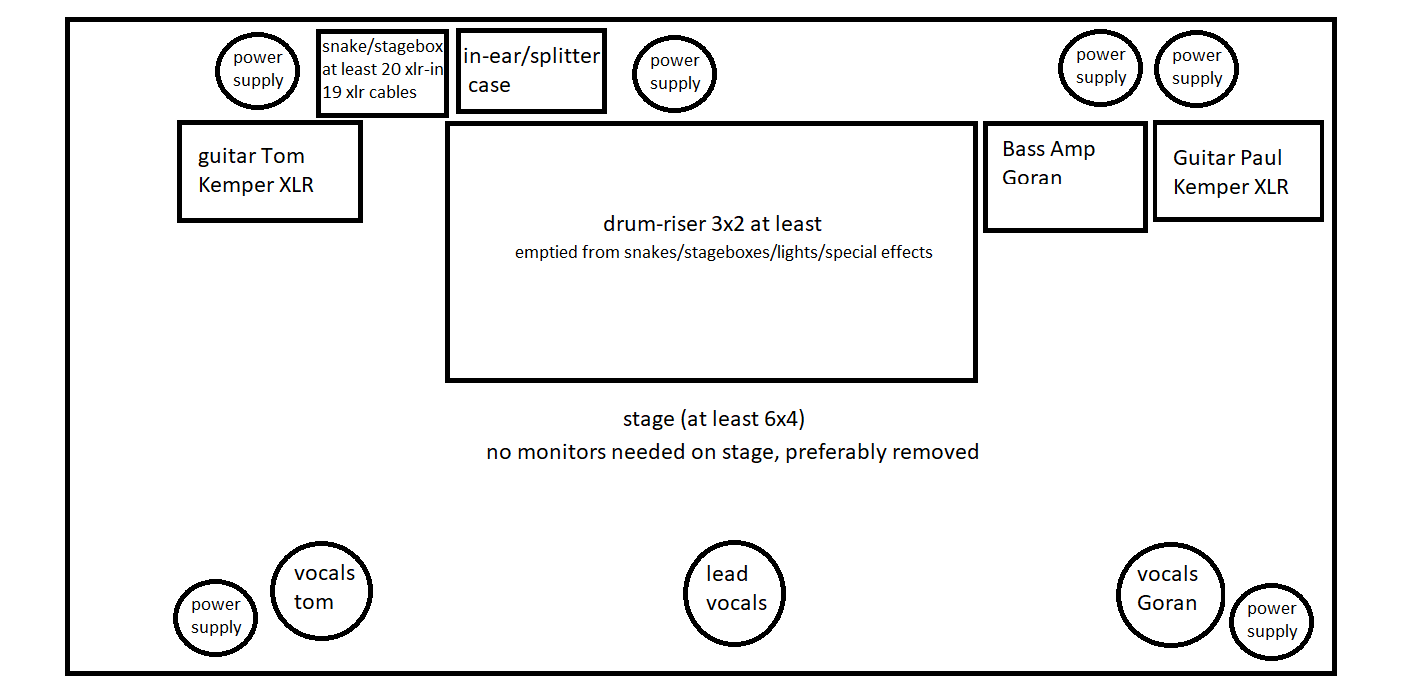 power
supply
snake/stagebox
at least 20 xlr-in
19 xlr cables
in-ear/splitter
case
power
supply
power
supply
power
supply
guitar Tom
Kemper XLR
drum-riser 3x2 at least
emptied from snakes/stageboxes/lights/special effects
Bass Amp
Goran
Guitar Paul
Kemper XLR
stage (at least 6x4)
no monitors needed on stage, preferably removed
power
supply
vocals
tom
lead
vocals
vocals
Goran
power
supply